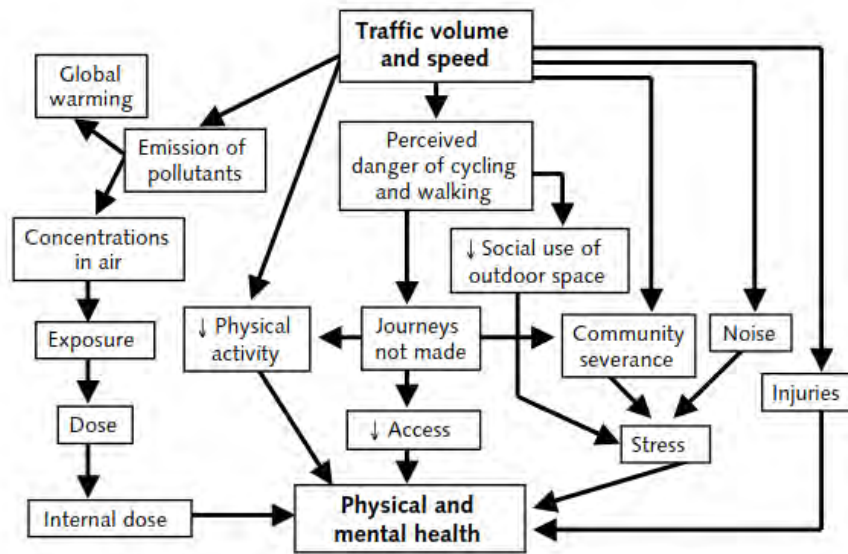 Traffic volume
and speed
Global
warming
Emission of
pollutants
Perceived
danger of cycling
and walking
Concentrations
in air
↓ Social use of
outdoor space
Exposure
↓ Physical
activity
Journeys
not made
Community
severance
Noise
Injuries
Dose
↓ Access
Stress
Internal dose
Physical and
mental health